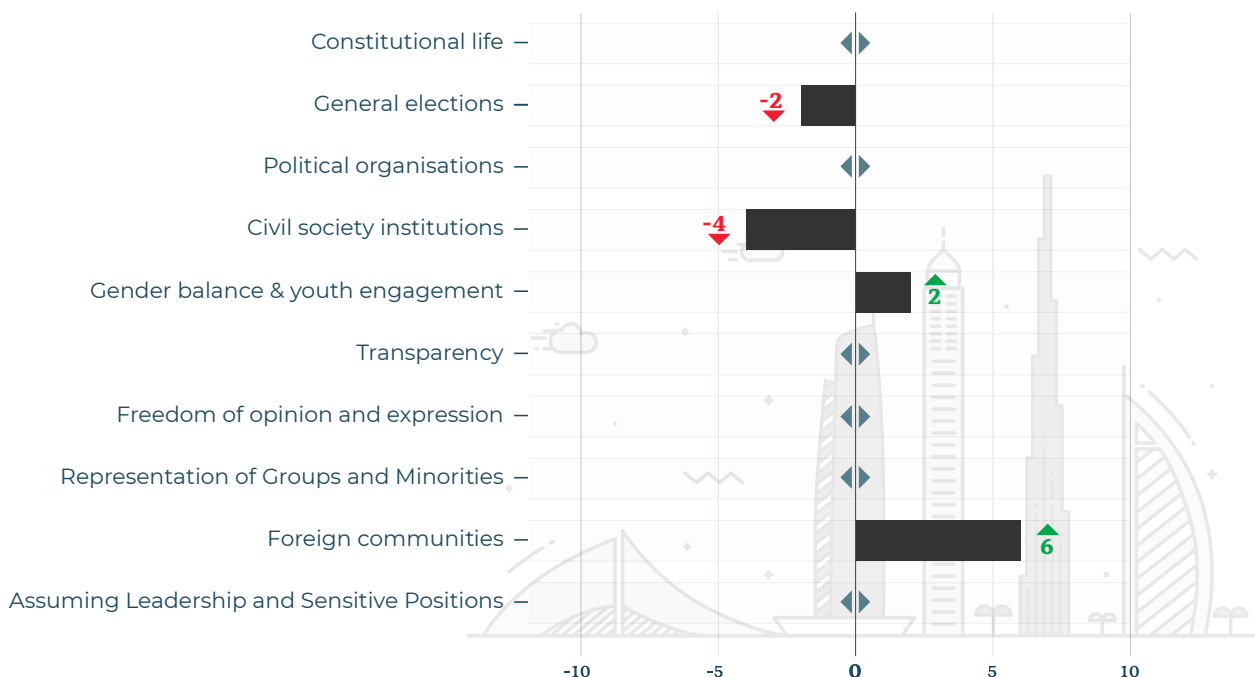 Constitutional life
General elections
-2
Political organisations
Civil society institutions
-4
Gender balance & youth engagement
2
Transparency
Freedom of opinion and expression
Representation of Groups and Minorities
Foreign communities
6
Assuming Leadership and Sensitive Positions
-10 -5 0 5 10